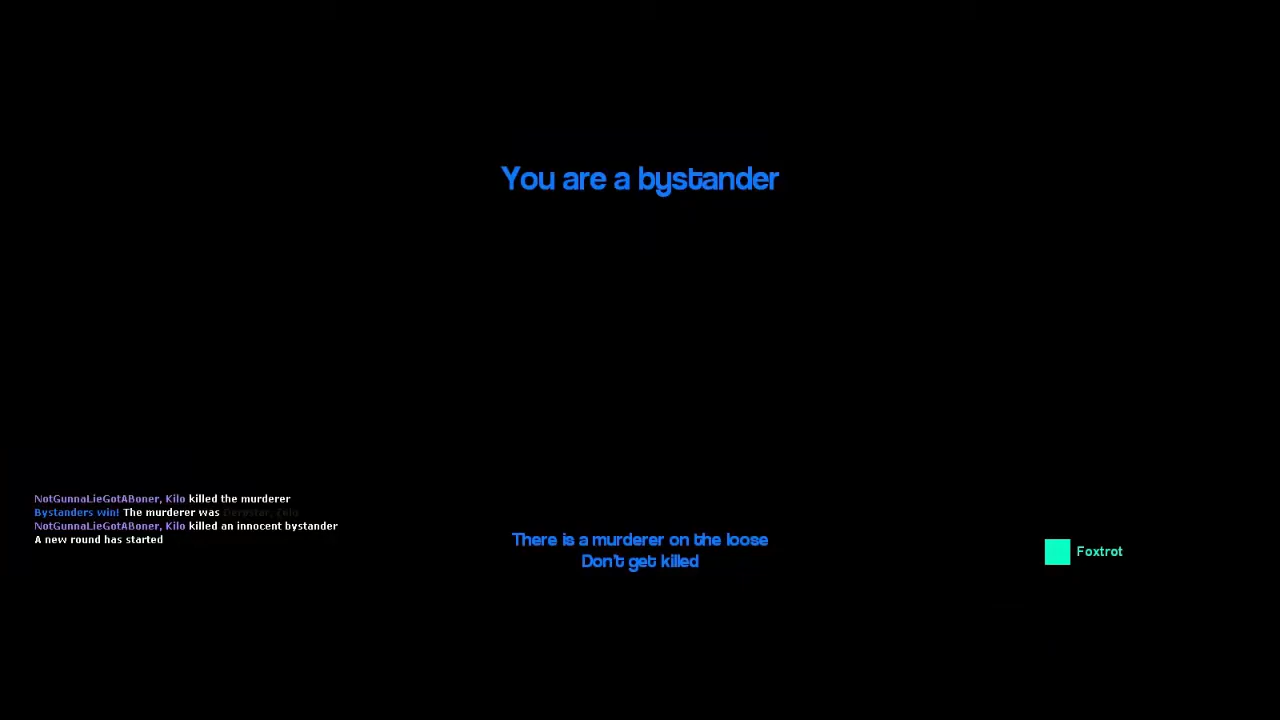 You are a bystander
NotGunnaLieGotABoner, Kilo killed the murderer
Bystanders win! The murderer was
NotGunnaLieGotABoner, Kilo killed an innocent bystander
A new round has started
There is a murderer on the loose
Don't get killed
Foxtrot